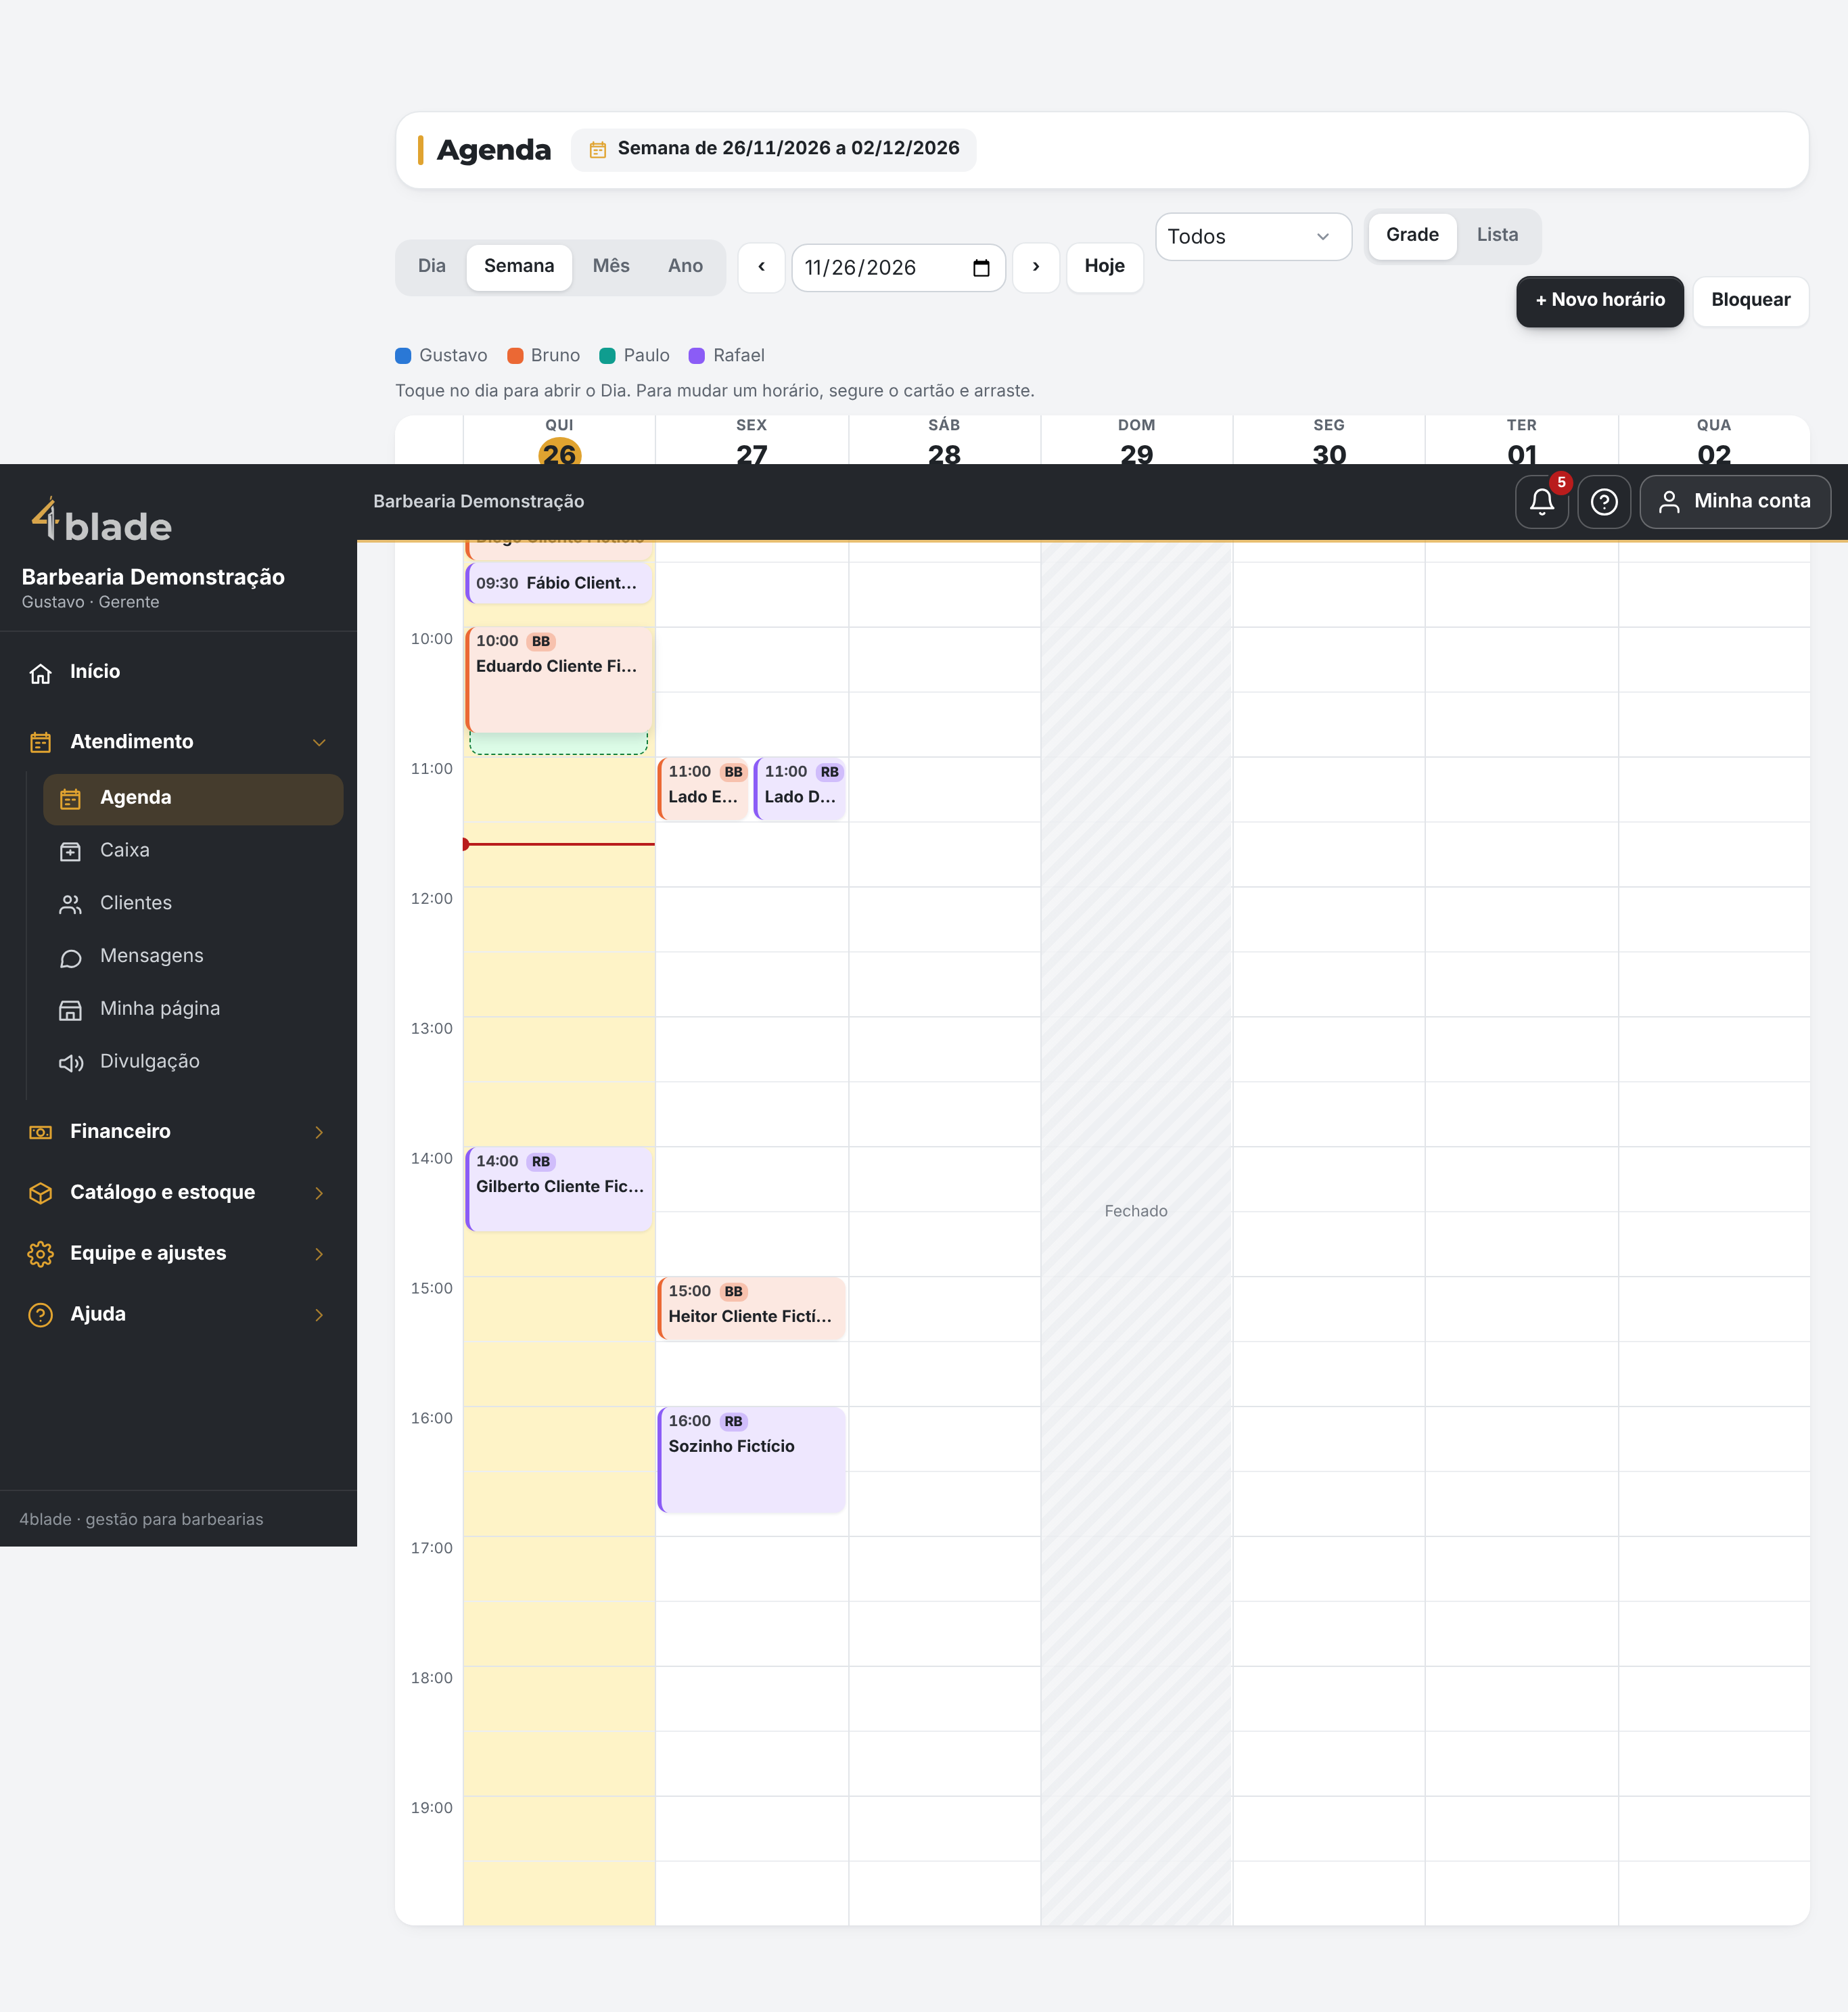 Agenda
Semana de 26/11/2026 a 02/12/2026
Dia Semana Mês Ano
‹ 11/26/2026 › Hoje
Todos
Grade Lista
+ Novo horário Bloquear
Gustavo Bruno Paulo Rafael
Toque no dia para abrir o Dia. Para mudar um horário, segure o cartão e arraste.
QUI SEX SÁB DOM SEG TER QUA
26 27 28 29 30 01 02
4blade
Barbearia Demonstração
Gustavo · Gerente
Início
Atendimento
Agenda
Caixa
Clientes
Mensagens
Minha página
Divulgação
Financeiro
Catálogo e estoque
Equipe e ajustes
Ajuda
4blade · gestão para barbearias
Barbearia Demonstração
5
Minha conta
Cliente Fictício
09:30 Fábio Client...
10:00
10:00 BB
Eduardo Cliente Fi...
11:00
11:00 BB
Lado E...
11:00 RB
Lado D...
12:00
13:00
14:00
14:00 RB
Gilberto Cliente Fic...
Fechado
15:00
15:00 BB
Heitor Cliente Fictí...
16:00
16:00 RB
Sozinho Fictício
17:00
18:00
19:00